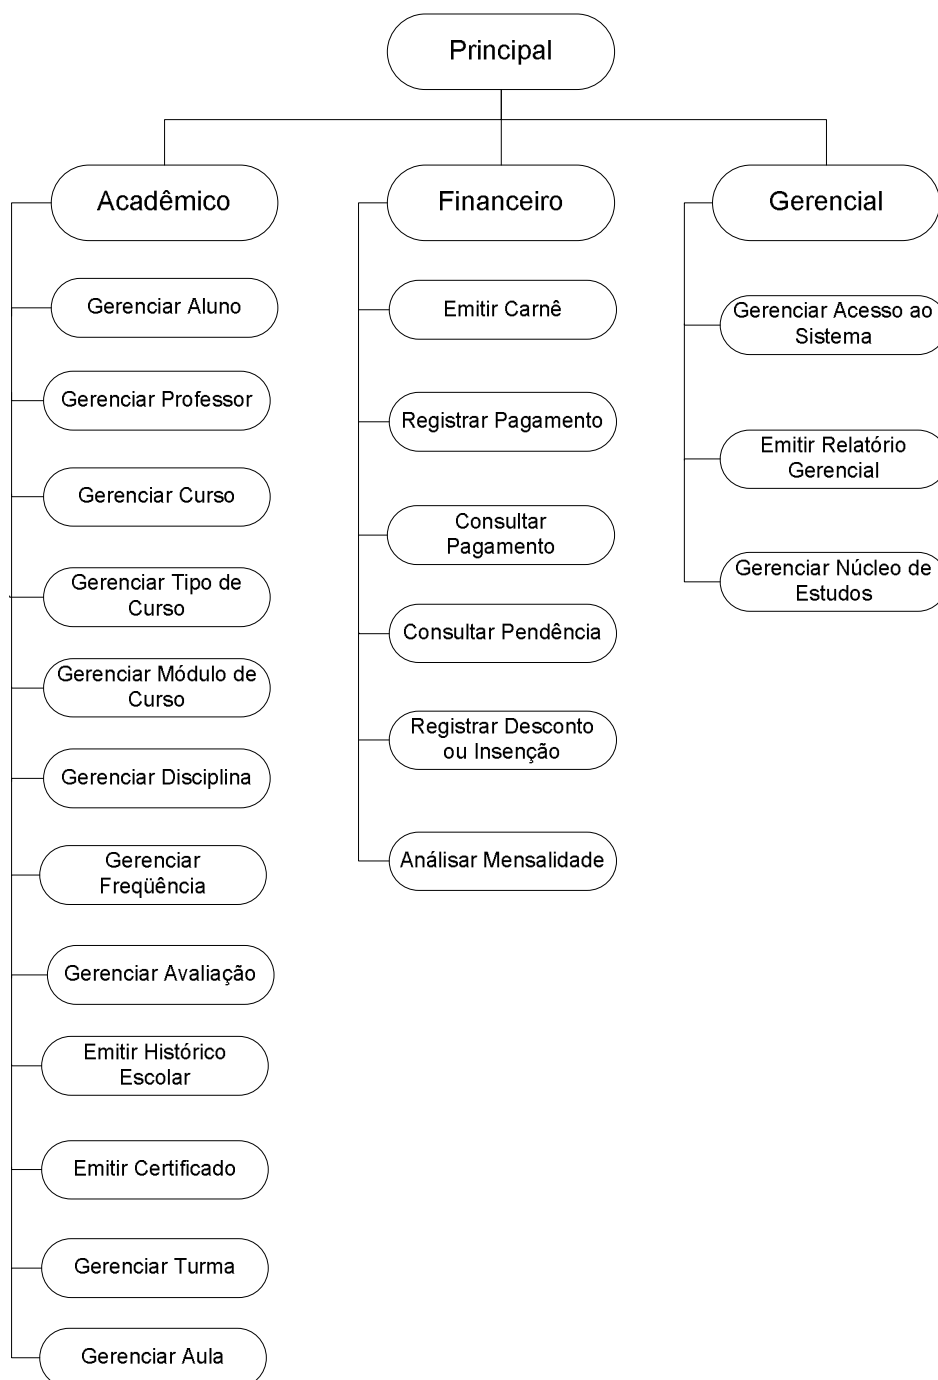 Principal
Acadêmico
Gerenciar Aluno
Gerenciar Professor
Gerenciar Curso
Gerenciar Tipo de
Curso
Gerenciar Módulo de
Curso
Gerenciar Disciplina
Gerenciar
Freqüência
Gerenciar Avaliação
Emitir Histórico
Escolar
Emitir Certificado
Gerenciar Turma
Gerenciar Aula
Financeiro
Emitir Carnê
Registrar Pagamento
Consultar
Pagamento
Consultar Pendência
Registrar Desconto
ou Insenção
Análisar Mensalidade
Gerencial
Gerenciar Acesso ao
Sistema
Emitir Relatório
Gerencial
Gerenciar Núcleo de
Estudos